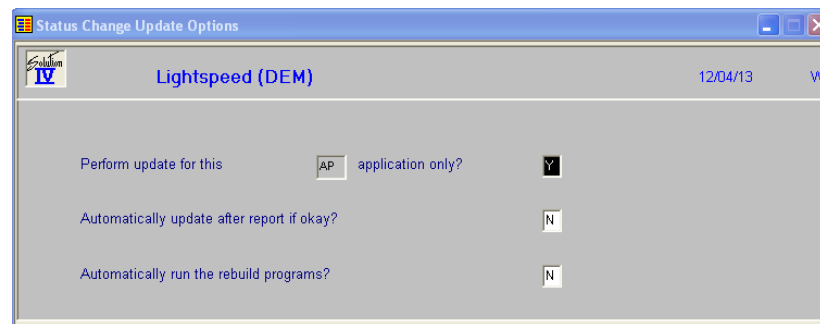 Status Change Update Options
Solution
IV
Lightspeed (DEM)
12/04/13
Perform update for this AP application only? Y
Automatically update after report if okay? N
Automatically run the rebuild programs? N